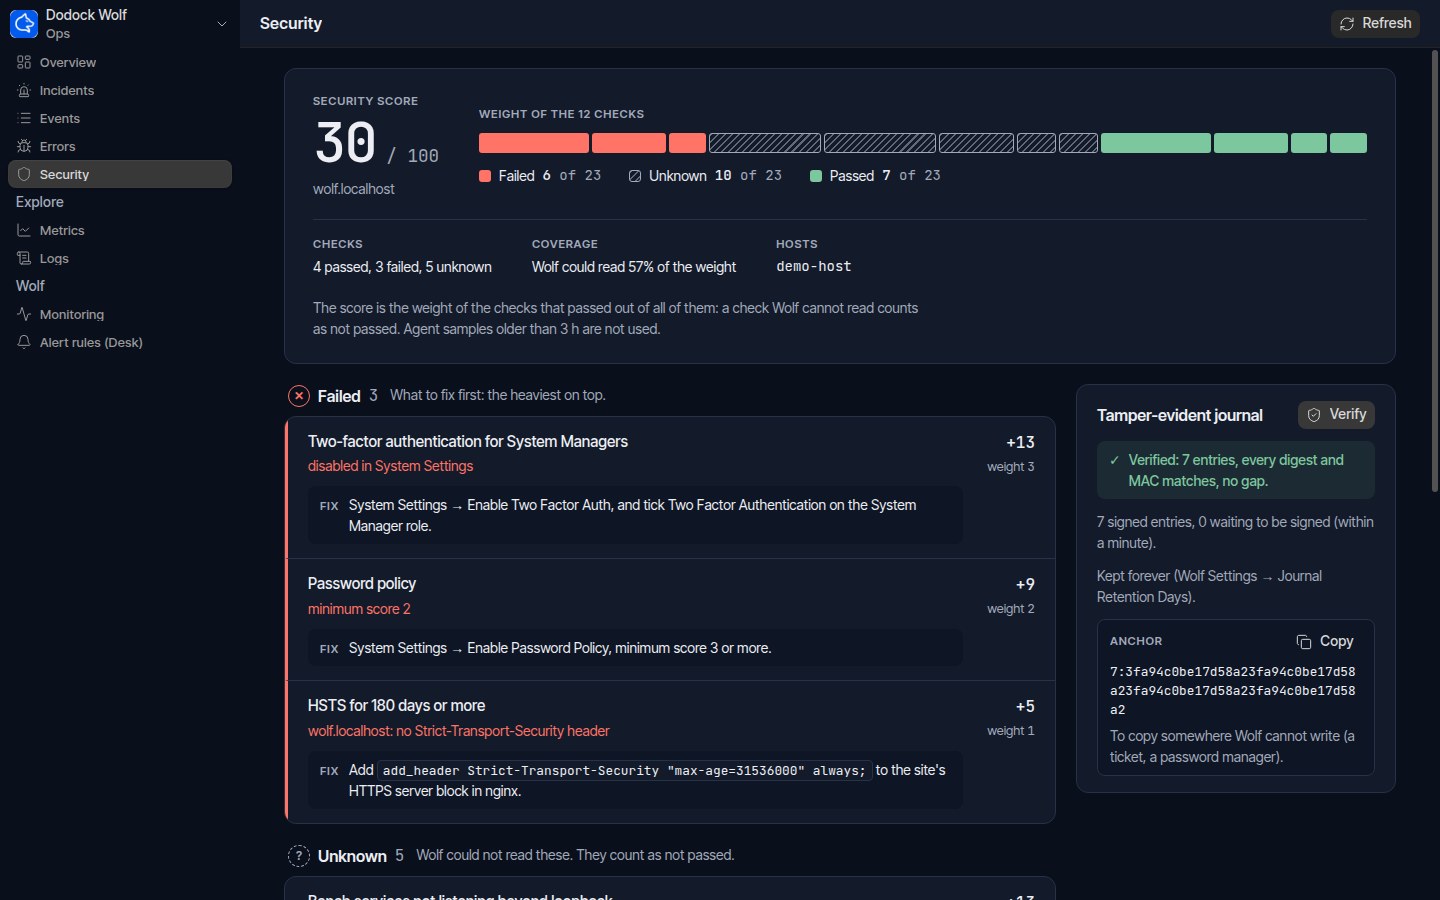 Dodock Wolf
Ops
Overview
Incidents
Events
Errors
Security
Explore
Metrics
Logs
Wolf
Monitoring
Alert rules (Desk)
Security
Refresh
SECURITY SCORE
30 / 100
wolf.localhost
WEIGHT OF THE 12 CHECKS
Failed 6 of 23
Unknown 10 of 23
Passed 7 of 23
CHECKS
4 passed, 3 failed, 5 unknown
COVERAGE
Wolf could read 57% of the weight
HOSTS
demo-host
The score is the weight of the checks that passed out of all of them: a check Wolf cannot read counts
as not passed. Agent samples older than 3 h are not used.
Failed 3 What to fix first: the heaviest on top.
Two-factor authentication for System Managers
+13
disabled in System Settings
weight 3
FIX System Settings → Enable Two Factor Auth, and tick Two Factor Authentication on the System
Manager role.
Password policy
+9
minimum score 2
weight 2
FIX System Settings → Enable Password Policy, minimum score 3 or more.
HSTS for 180 days or more
+5
wolf.localhost: no Strict-Transport-Security header
weight 1
FIX Add add_header Strict-Transport-Security "max-age=31536000" always; to the site's
HTTPS server block in nginx.
Unknown 5 Wolf could not read these. They count as not passed.
Bench services not listening beyond loopback
+13
Tamper-evident journal
Verify
✓ Verified: 7 entries, every digest and
MAC matches, no gap.
7 signed entries, 0 waiting to be signed (within
a minute).
Kept forever (Wolf Settings → Journal
Retention Days).
ANCHOR
Copy
7:3fa94c0be17d58a23fa94c0be17d58
a23fa94c0be17d58a23fa94c0be17d58
a2
To copy somewhere Wolf cannot write (a
ticket, a password manager).